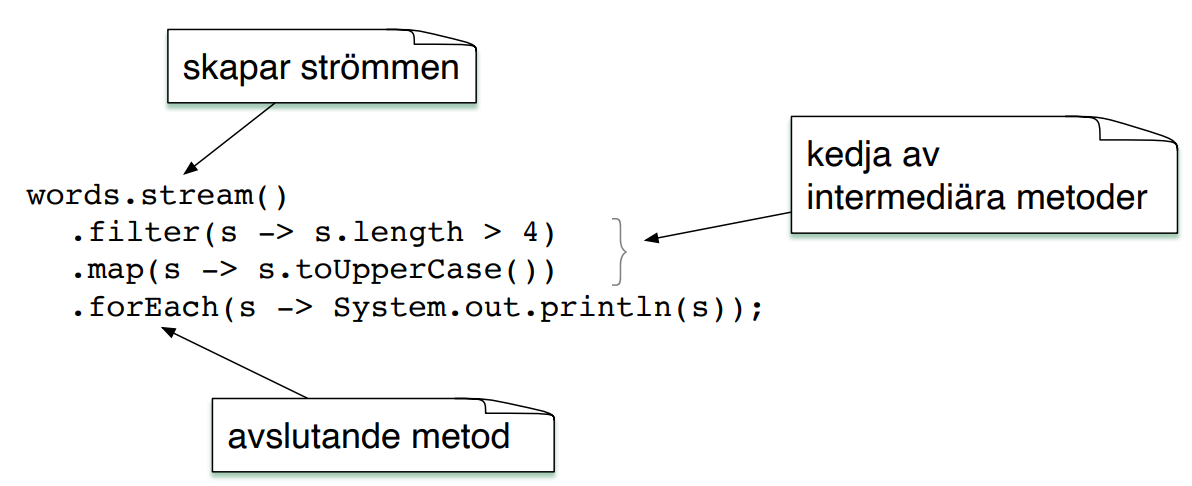 skapar strömmen
kedja av
intermediära metoder
words.stream()
.filter(s -> s.length > 4)
.map(s -> s.toUpperCase())
.forEach(s -> System.out.println(s));
avslutande metod